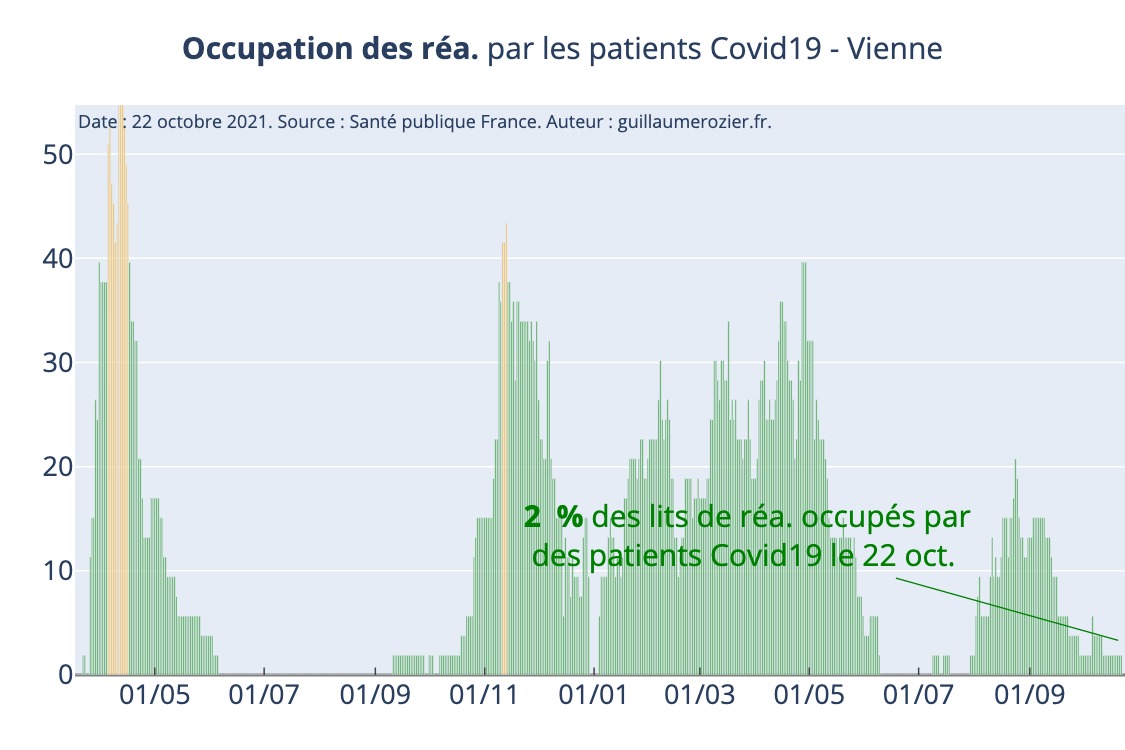 Occupation des réa. par les patients Covid19 - Vienne
Date : 22 octobre 2021. Source : Santé publique France. Auteur : guillaumerozier.fr.
50
40
30
20
10
0
2 % des lits de réa. occupés par
des patients Covid19 le 22 oct.
01/05 01/07 01/09 01/11 01/01 01/03 01/05 01/07 01/09